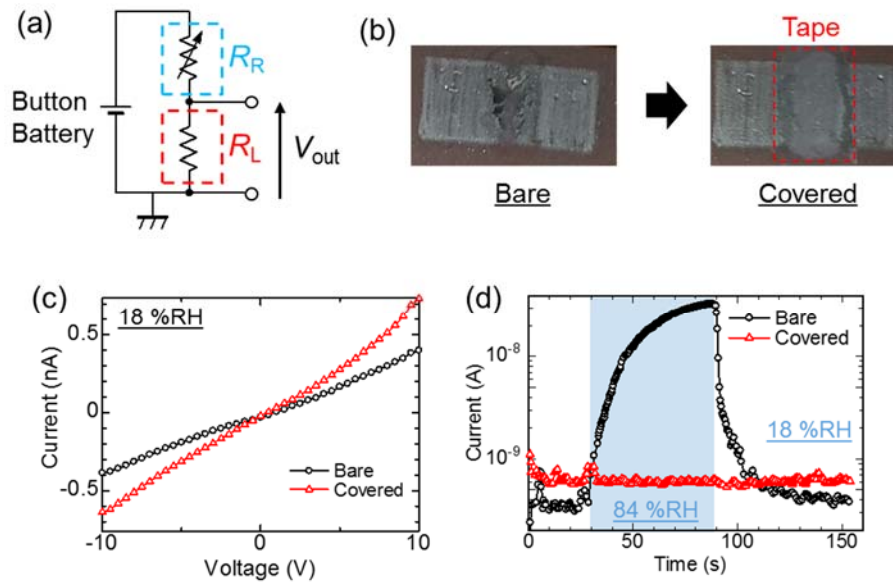 (a)
Button
Battery
R_R
R_L
V_out
(b)
Tape
Bare
Covered
(c)
18 %RH
Current (nA)
0.5
0
-0.5
-10
0
10
Voltage (V)
Bare
Covered
(d)
Bare
Covered
Current (A)
10^-8
10^-9
18 %RH
84 %RH
0
50
100
150
Time (s)